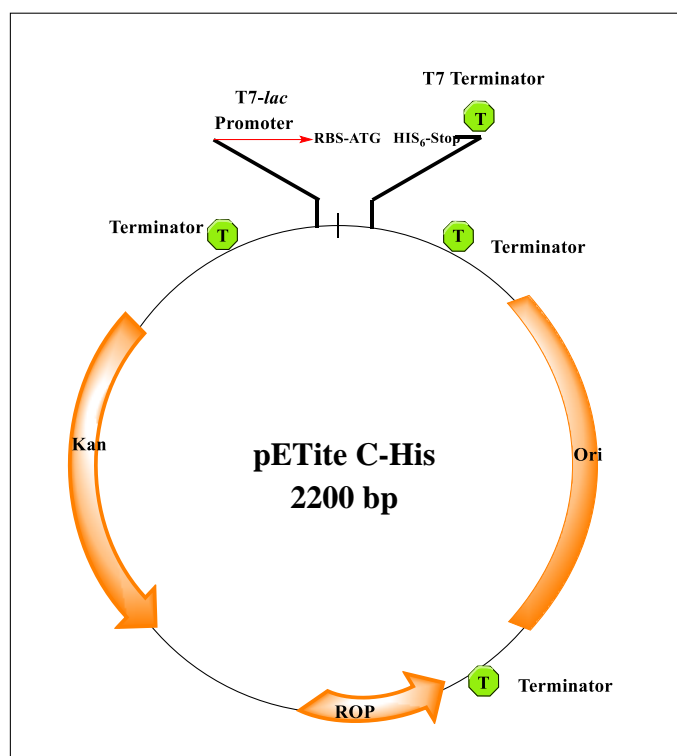 T7 Terminator
T
T7-lac
Promoter
RBS-ATG HIS6-Stop
Terminator T
T Terminator
Kan
pETite C-His
2200 bp
Ori
T Terminator
ROP